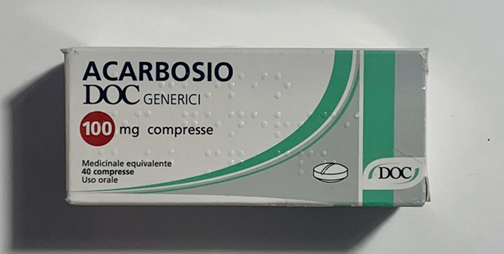 ACARBOSIO
DOC GENERICI
100 mg compresse
Medicinale equivalente
40 compresse
Uso orale
DOC